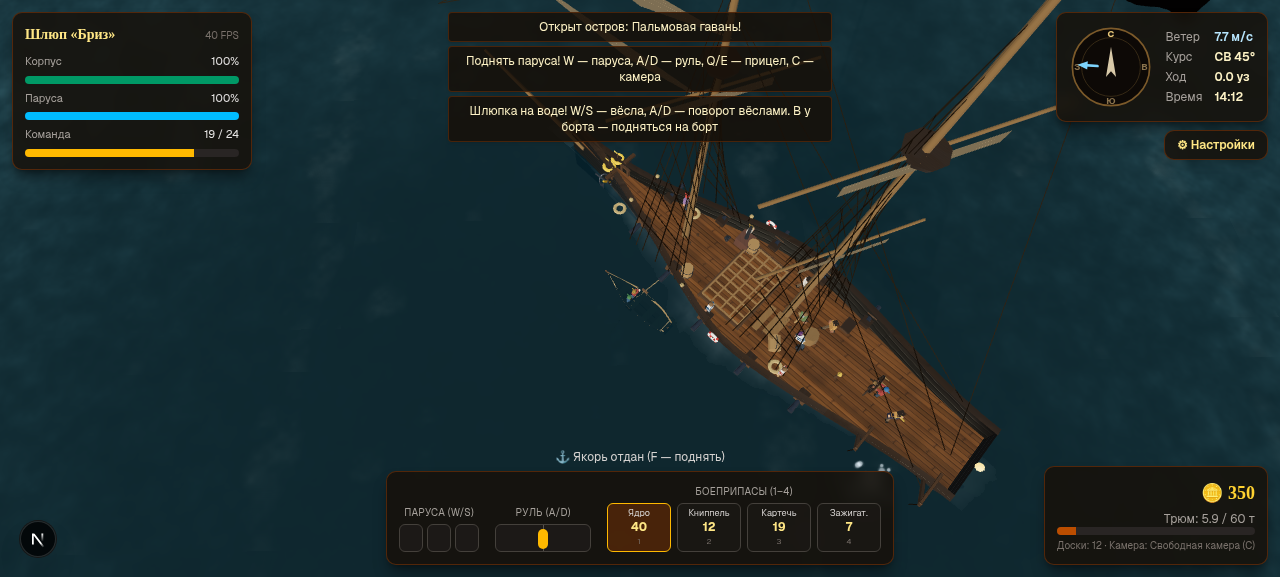 Шлюп «Бриз»
40 FPS
Корпус 100%
Паруса 100%
Команда 19 / 24
Открыт остров: Пальмовая гавань!
Поднять паруса! W — паруса, A/D — руль, Q/E — прицел, C —
камера
Шлюпка на воде! W/S — вёсла, A/D — поворот вёслами. B у
борта — подняться на борт
С
З
В
Ю
Ветер 7.7 м/с
Курс СВ 45°
Ход 0.0 уз
Время 14:12
⚙ Настройки
⚓ Якорь отдан (F — поднять)
БОЕПРИПАСЫ (1–4)
ПАРУСА (W/S)
РУЛЬ (A/D)
Ядро
40
1
Книппель
12
2
Картечь
19
3
Зажигат.
7
4
350
Трюм: 5.9 / 60 т
Доски: 12 · Камера: Свободная камера (C)
N